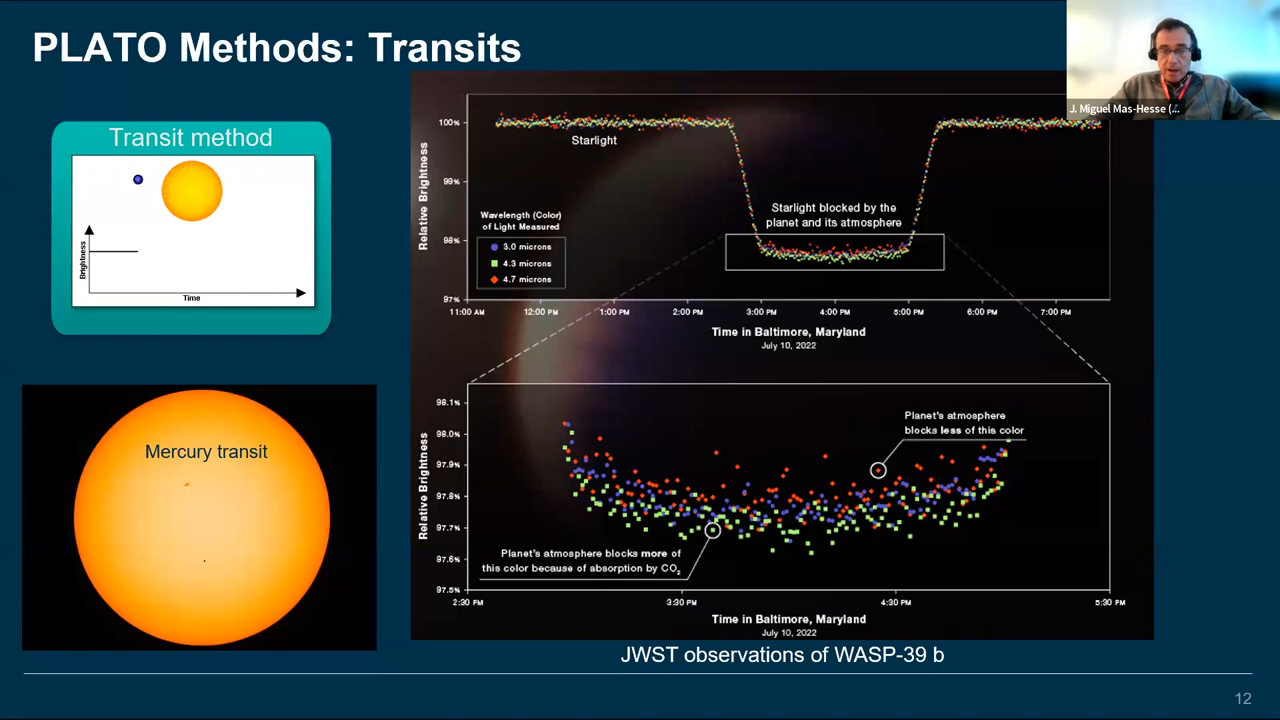 PLATO Methods: Transits
J. Miguel Mas-Hesse (...
Transit method
Brightness
Time
Mercury transit
100%
99%
98%
97%
Relative Brightness
Starlight
Starlight blocked by the
planet and its atmosphere
Wavelength (Color)
of Light Measured
3.0 microns
4.3 microns
4.7 microns
11:00 AM
12:00 PM
1:00 PM
2:00 PM
3:00 PM
4:00 PM
5:00 PM
6:00 PM
7:00 PM
Time in Baltimore, Maryland
July 10, 2022
98.1%
98.0%
97.9%
97.8%
97.7%
97.6%
97.5%
Relative Brightness
Planet's atmosphere
blocks less of this color
Planet's atmosphere blocks more of
this color because of absorption by CO₂
2:30 PM
3:30 PM
4:30 PM
5:30 PM
Time in Baltimore, Maryland
July 10, 2022
JWST observations of WASP-39 b
12